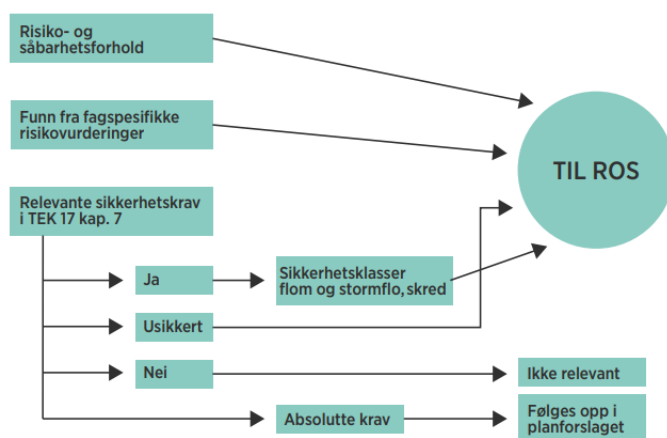 Risiko- og
såbarhetsforhold
Funn fra fagspesifikke
risikovurderinger
TIL ROS
Relevante sikkerhetskrav
i TEK 17 kap. 7
Ja
Sikkerhetsklasser
flom og stormflo, skred
Usikkert
Nei
Ikke relevant
Absolutte krav
Følges opp i
planforslaget